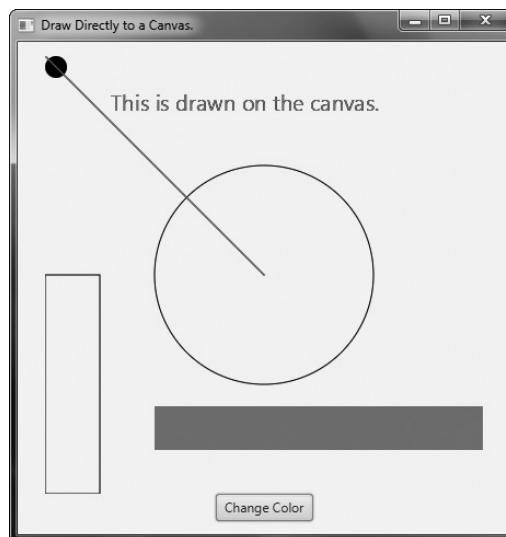 Draw Directly to a Canvas.
This is drawn on the canvas.
Change Color